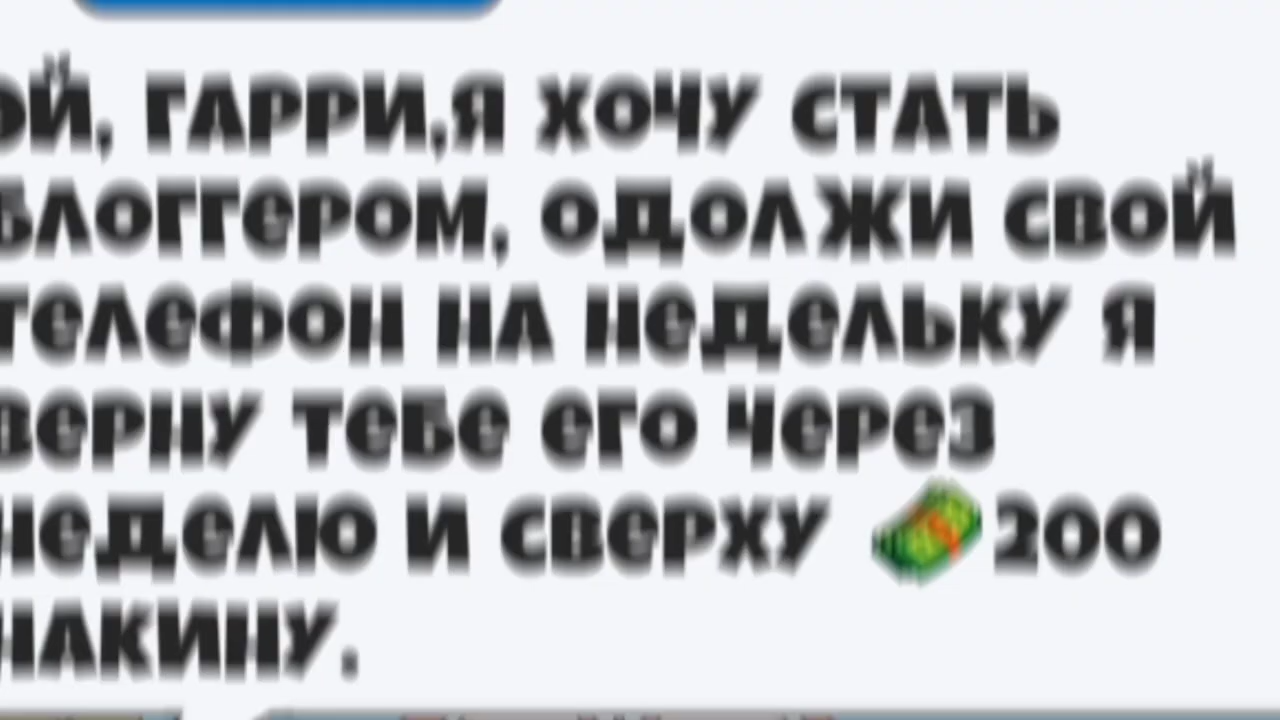 ОЙ, ГАРРИ,Я ХОЧУ СТАТЬ
БЛОГГЕРОМ, ОДОЛЖИ СВОЙ
ТЕЛЕФОН НА НЕДЕЛЬКУ Я
ВЕРНУ ТЕБЕ ЕГО ЧЕРЕЗ
НЕДЕЛЮ И СВЕРХУ 200
НАКИНУ.